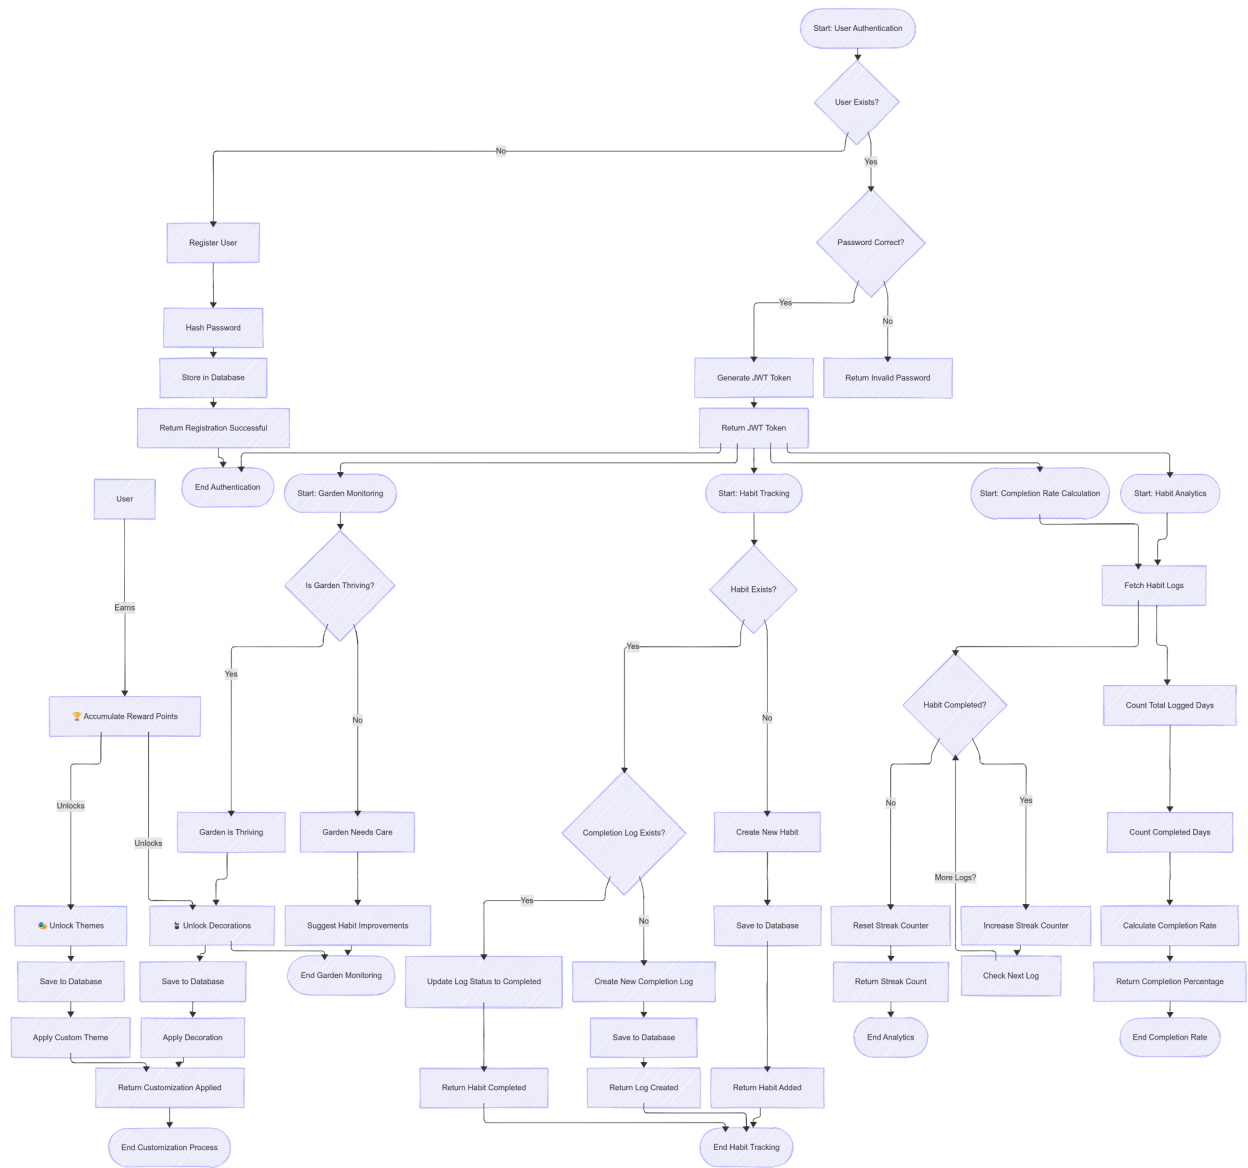 Start: User Authentication
User Exists?
No
Yes
Register User
Password Correct?
Yes
No
Hash Password
Store in Database
Generate JWT Token
Return Invalid Password
Return Registration Successful
Return JWT Token
End Authentication
User
Start: Garden Monitoring
Start: Habit Tracking
Start: Completion Rate Calculation
Start: Habit Analytics
Is Garden Thriving?
Habit Exists?
Fetch Habit Logs
Earns
Yes
Yes
🏆 Accumulate Reward Points
No
No
Habit Completed?
Count Total Logged Days
Unlocks
Unlocks
No
Yes
Garden is Thriving
Garden Needs Care
Completion Log Exists?
Create New Habit
Count Completed Days
More Logs?
Yes
No
🎭 Unlock Themes
🪴 Unlock Decorations
Suggest Habit Improvements
Save to Database
Reset Streak Counter
Increase Streak Counter
Calculate Completion Rate
Save to Database
Save to Database
End Garden Monitoring
Update Log Status to Completed
Create New Completion Log
Return Streak Count
Check Next Log
Return Completion Percentage
Apply Custom Theme
Apply Decoration
Save to Database
End Analytics
End Completion Rate
Return Customization Applied
Return Habit Completed
Return Log Created
Return Habit Added
End Customization Process
End Habit Tracking